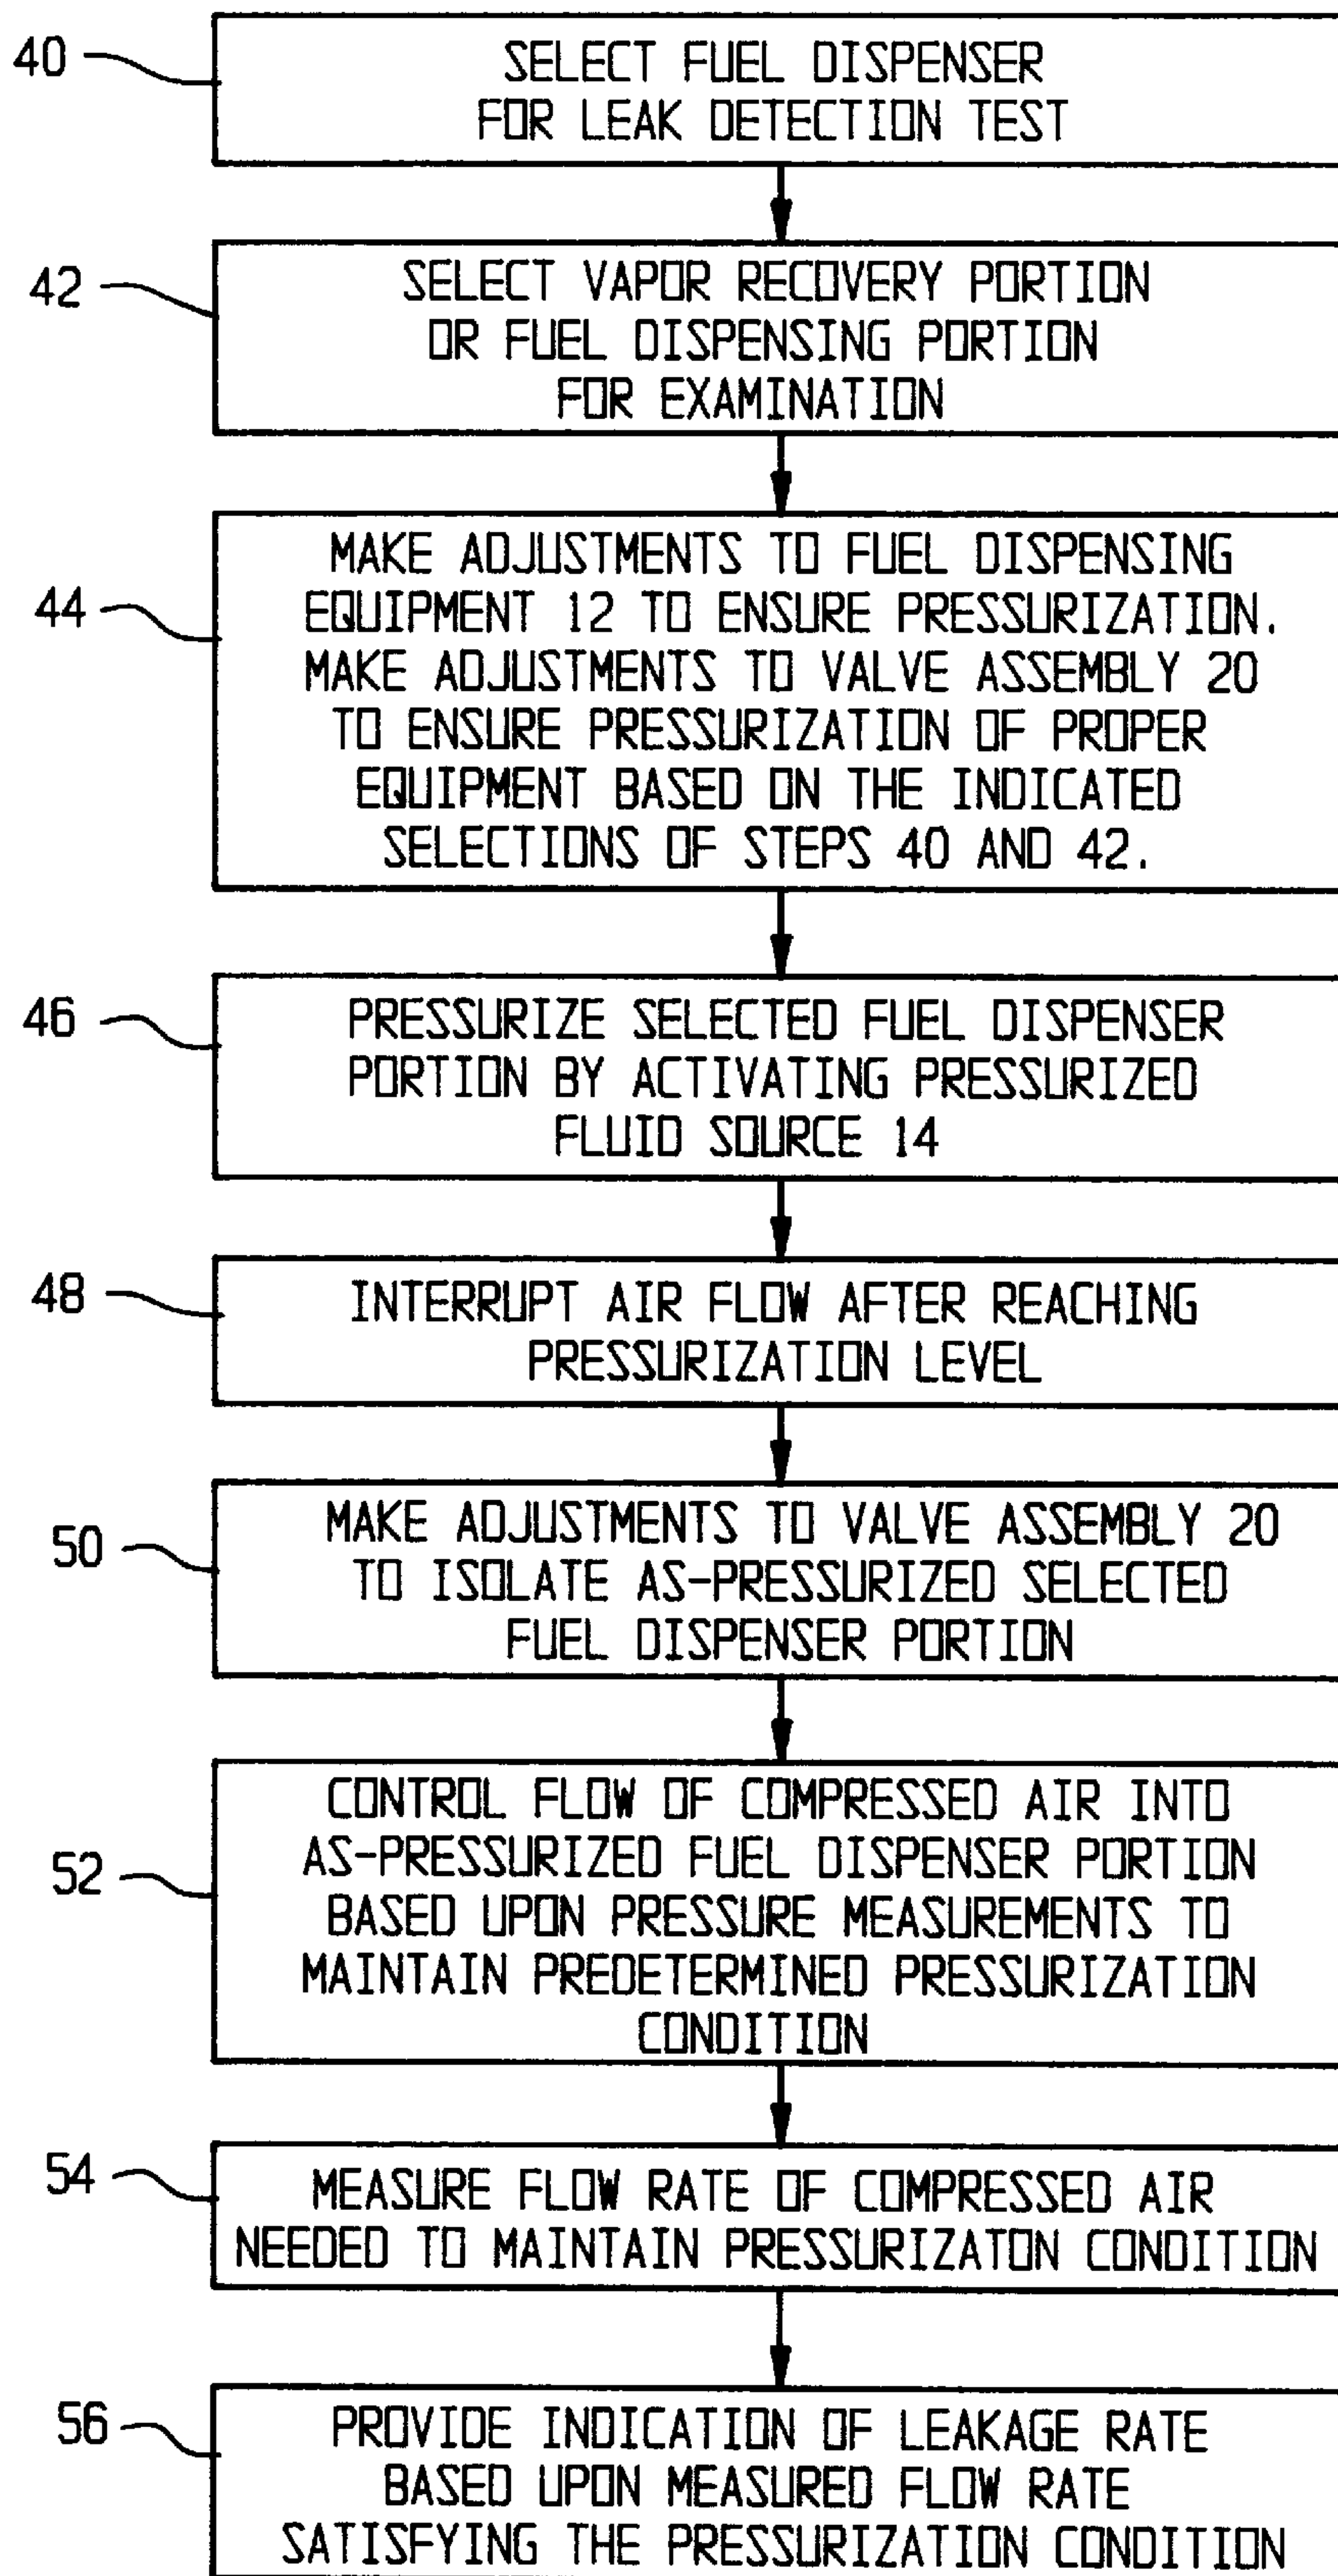 40
SELECT FUEL DISPENSER
FOR LEAK DETECTION TEST
42
SELECT VAPOR RECOVERY PORTION
OR FUEL DISPENSING PORTION
FOR EXAMINATION
44
MAKE ADJUSTMENTS TO FUEL DISPENSING
EQUIPMENT 12 TO ENSURE PRESSURIZATION.
MAKE ADJUSTMENTS TO VALVE ASSEMBLY 20
TO ENSURE PRESSURIZATION OF PROPER
EQUIPMENT BASED ON THE INDICATED
SELECTIONS OF STEPS 40 AND 42.
46
PRESSURIZE SELECTED FUEL DISPENSER
PORTION BY ACTIVATING PRESSURIZED
FLUID SOURCE 14
48
INTERRUPT AIR FLOW AFTER REACHING
PRESSURIZATION LEVEL
50
MAKE ADJUSTMENTS TO VALVE ASSEMBLY 20
TO ISOLATE AS-PRESSURIZED SELECTED
FUEL DISPENSER PORTION
52
CONTROL FLOW OF COMPRESSED AIR INTO
AS-PRESSURIZED FUEL DISPENSER PORTION
BASED UPON PRESSURE MEASUREMENTS TO
MAINTAIN PREDETERMINED PRESSURIZATION
CONDITION
54
MEASURE FLOW RATE OF COMPRESSED AIR
NEEDED TO MAINTAIN PRESSURIZATON CONDITION
56
PROVIDE INDICATION OF LEAKAGE RATE
BASED UPON MEASURED FLOW RATE
SATISFYING THE PRESSURIZATION CONDITION